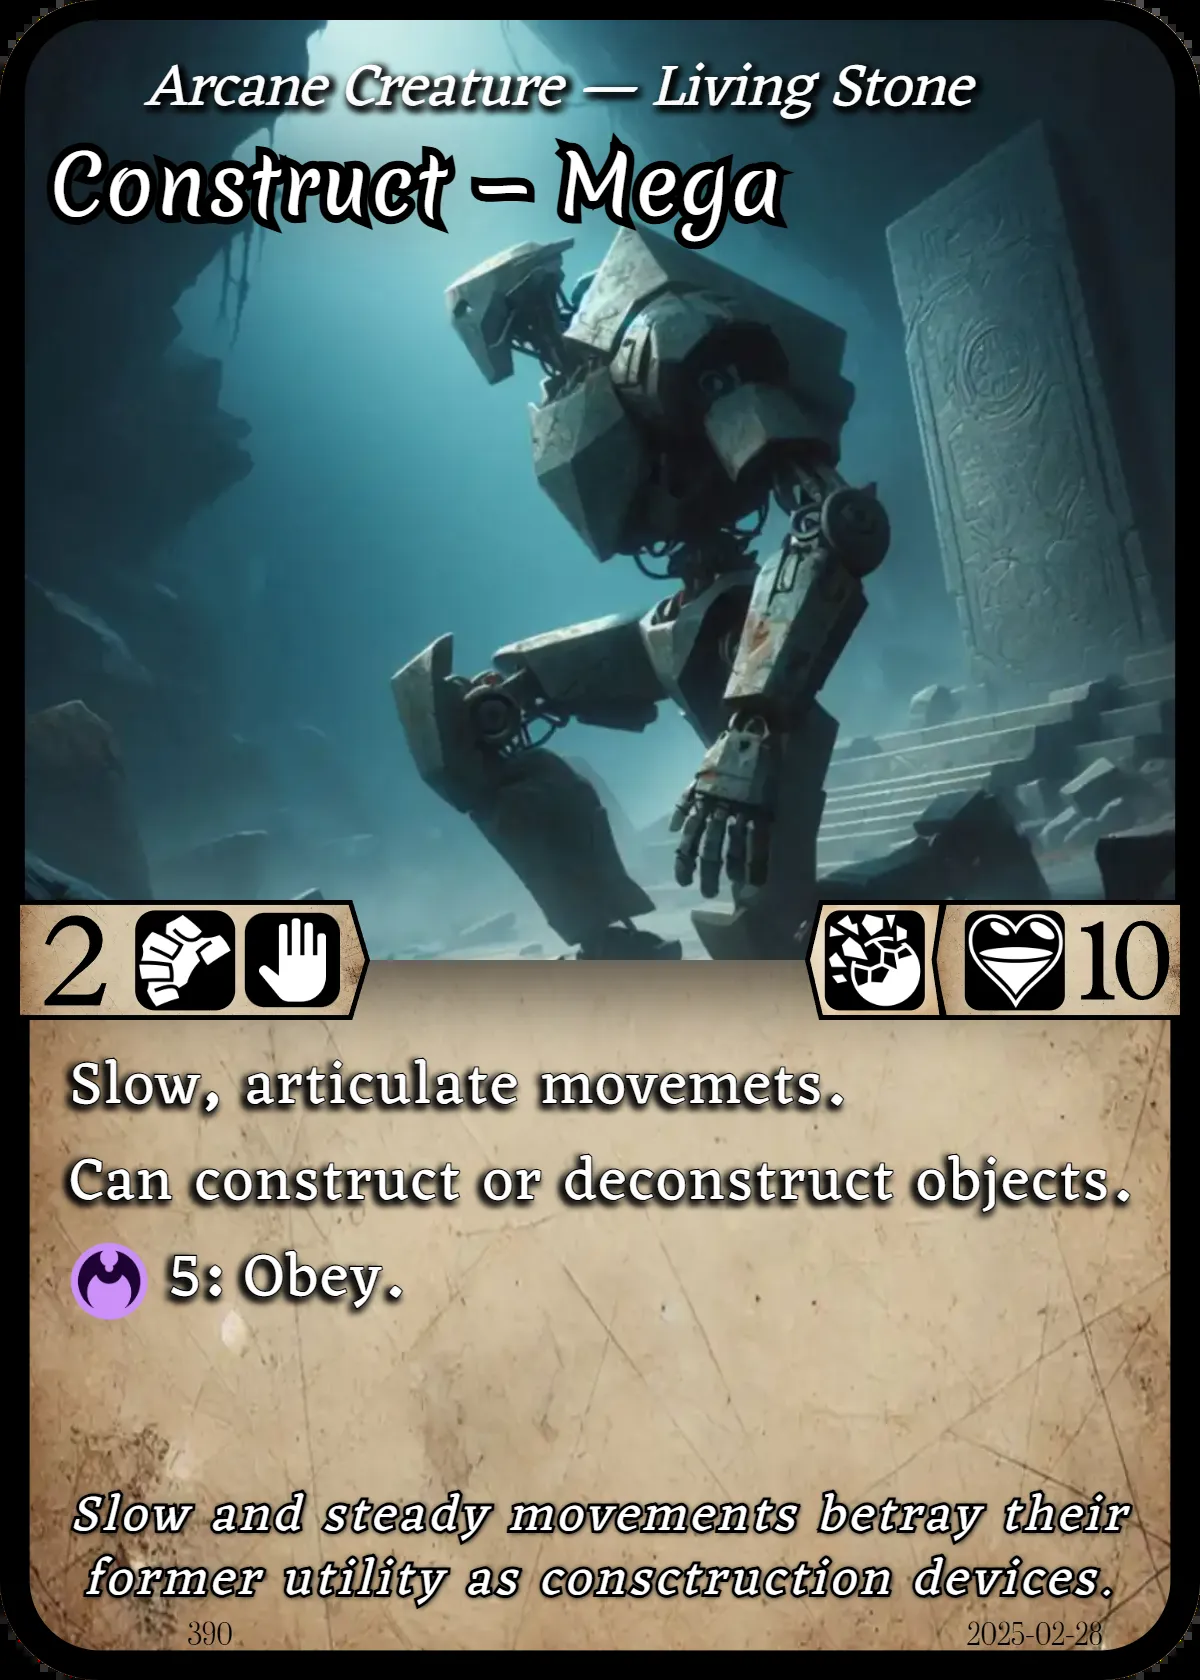 Arcane Creature — Living Stone
Construct – Mega
2
10
Slow, articulate movemets.
Can construct or deconstruct objects.
5: Obey.
Slow and steady movements betray their
former utility as consctruction devices.
390
2025-02-28